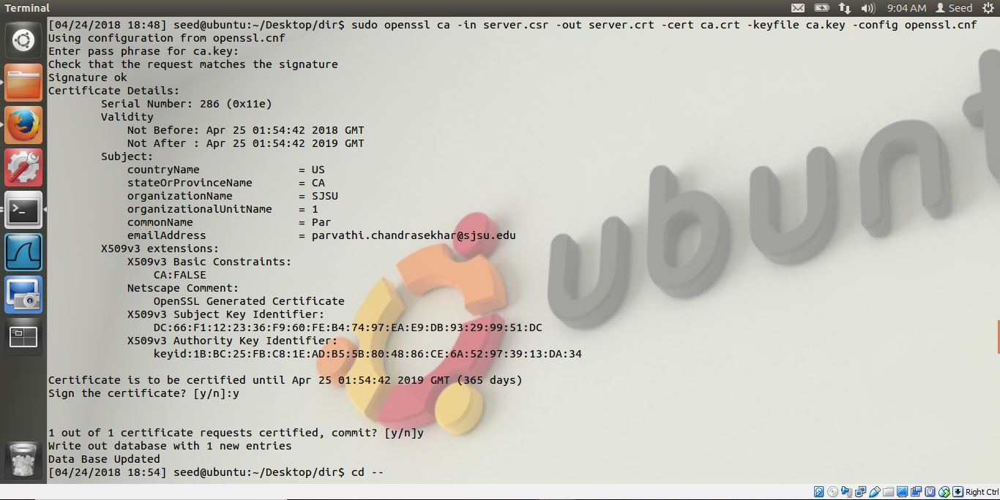 Terminal
9:04 AM Seed
[04/24/2018 18:48] seed@ubuntu:~/Desktop/dir$ sudo openssl ca -in server.csr -out server.crt -cert ca.crt -keyfile ca.key -config openssl.cnf
Using configuration from openssl.cnf
Enter pass phrase for ca.key:
Check that the request matches the signature
Signature ok
Certificate Details:
Serial Number: 286 (0x11e)
Validity
Not Before: Apr 25 01:54:42 2018 GMT
Not After : Apr 25 01:54:42 2019 GMT
Subject:
countryName = US
stateOrProvinceName = CA
organizationName = SJSU
organizationalUnitName = 1
commonName = Par
emailAddress = parvathi.chandrasekhar@sjsu.edu
X509v3 extensions:
X509v3 Basic Constraints:
CA:FALSE
Netscape Comment:
OpenSSL Generated Certificate
X509v3 Subject Key Identifier:
DC:66:F1:12:23:36:F9:60:FE:B4:74:97:EA:E9:DB:93:29:99:51:DC
X509v3 Authority Key Identifier:
keyid:1B:BC:25:FB:C8:1E:AD:B5:5B:80:48:86:CE:6A:52:97:39:13:DA:34
Certificate is to be certified until Apr 25 01:54:42 2019 GMT (365 days)
Sign the certificate? [y/n]:y
1 out of 1 certificate requests certified, commit? [y/n]y
Write out database with 1 new entries
Data Base Updated
[04/24/2018 18:54] seed@ubuntu:~/Desktop/dir$ cd --
ubunt
Right Ctrl